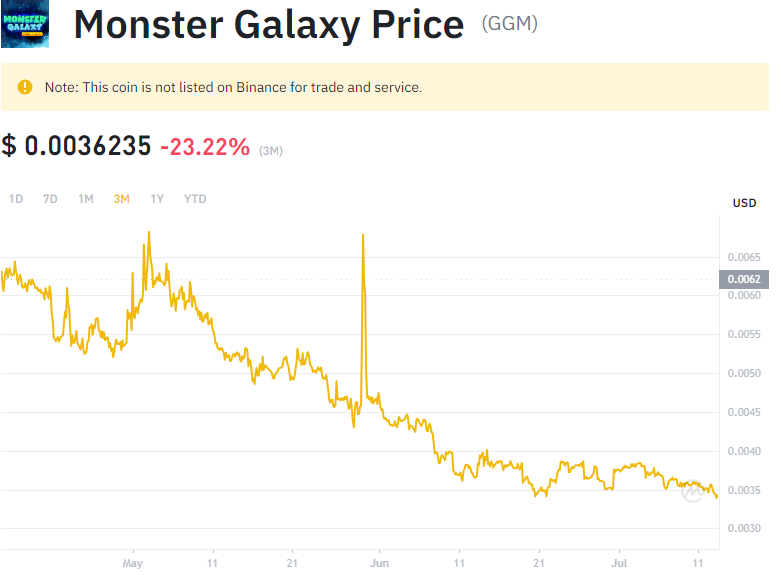 MONSTER
GALAXY
Monster Galaxy Price (GGM)
Note: This coin is not listed on Binance for trade and service.
$ 0.0036235 -23.22% (3M)
1D 7D 1M 3M 1Y YTD
USD
0.0065
0.0062
0.0060
0.0055
0.0050
0.0045
0.0040
0.0035
0.0030
May 11 21 Jun 11 21 Jul 11